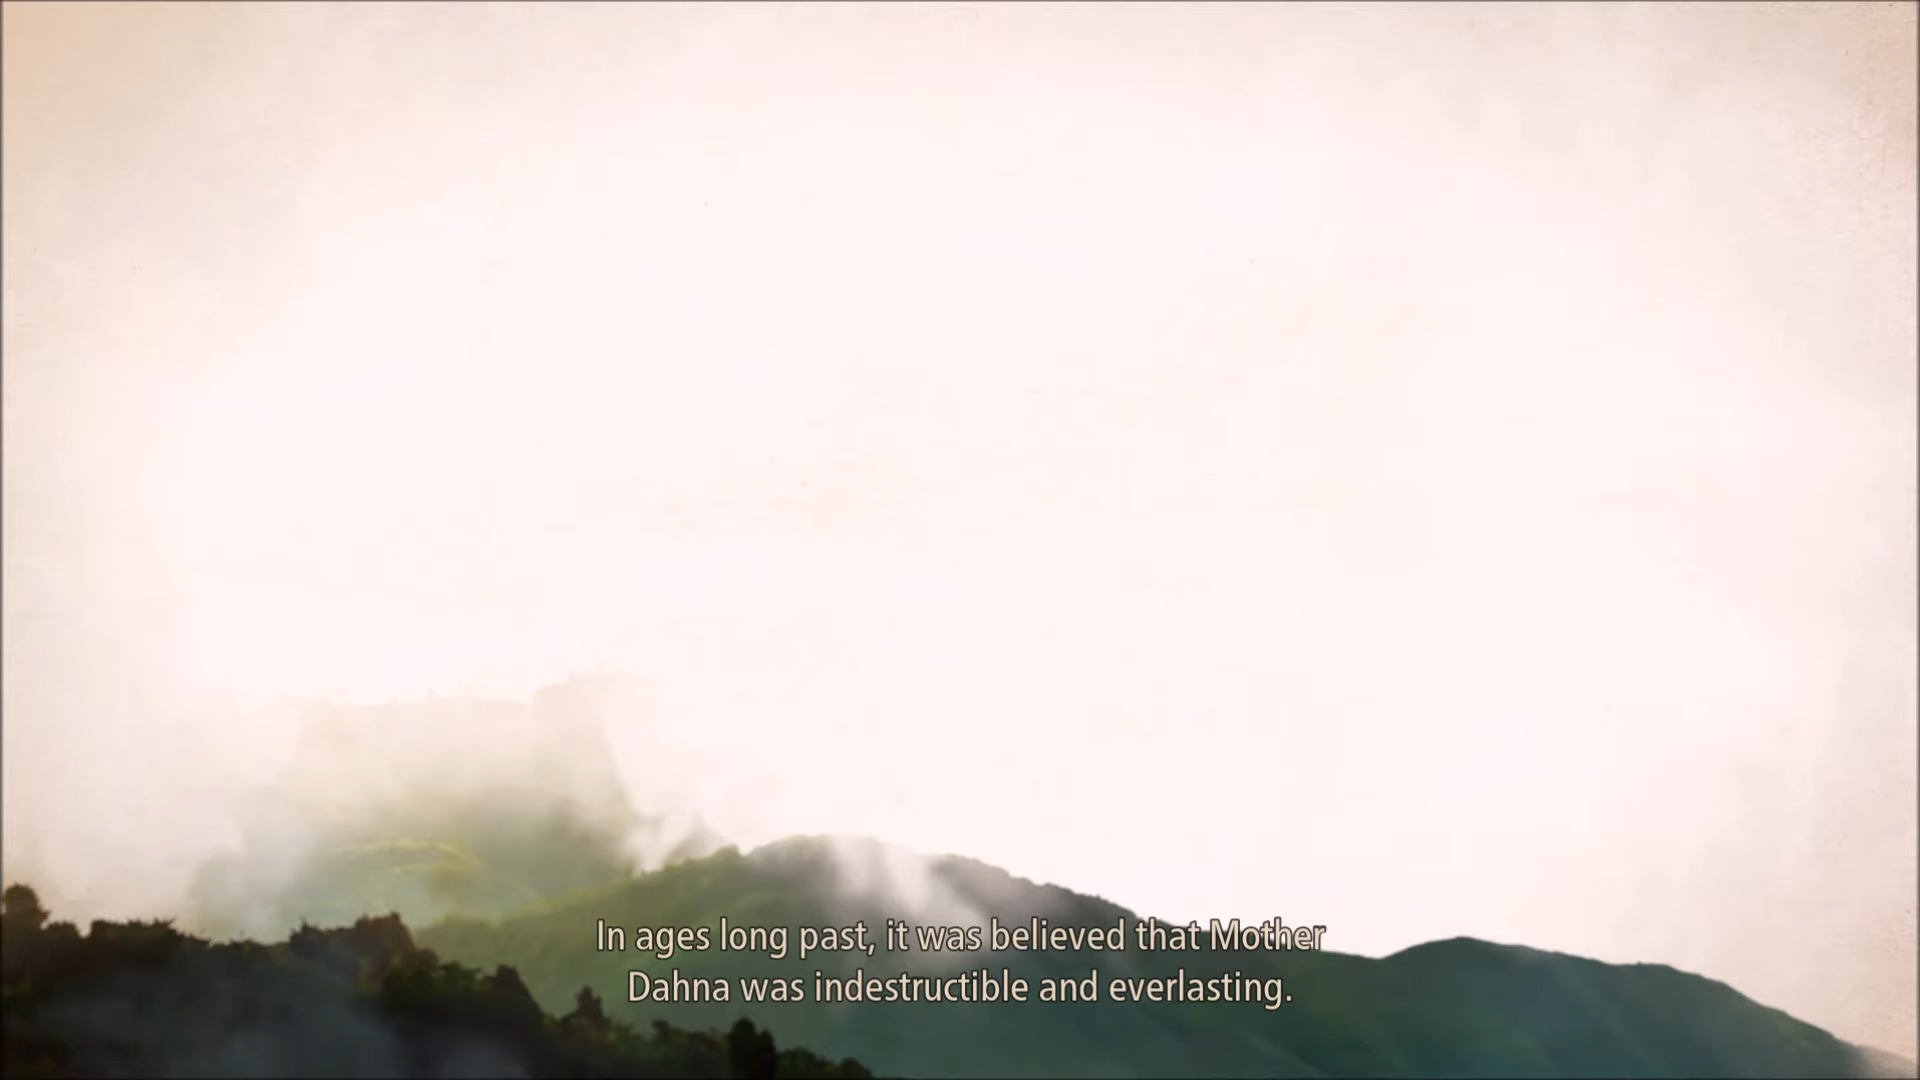 In ages long past, it was believed that Mother
Dahna was indestructible and everlasting.